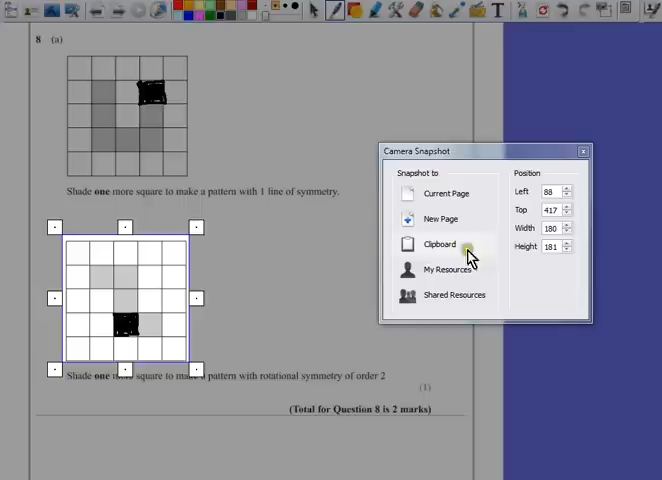 8 (a)
Shade one more square to make a pattern with 1 line of symmetry.
Shade one more square to make a pattern with rotational symmetry of order 2
(1)
(Total for Question 8 is 2 marks)
Camera Snapshot
x
Snapshot to
Current Page
New Page
Clipboard
My Resources
Shared Resources
Position
Left 88
Top 417
Width 180
Height 181
T